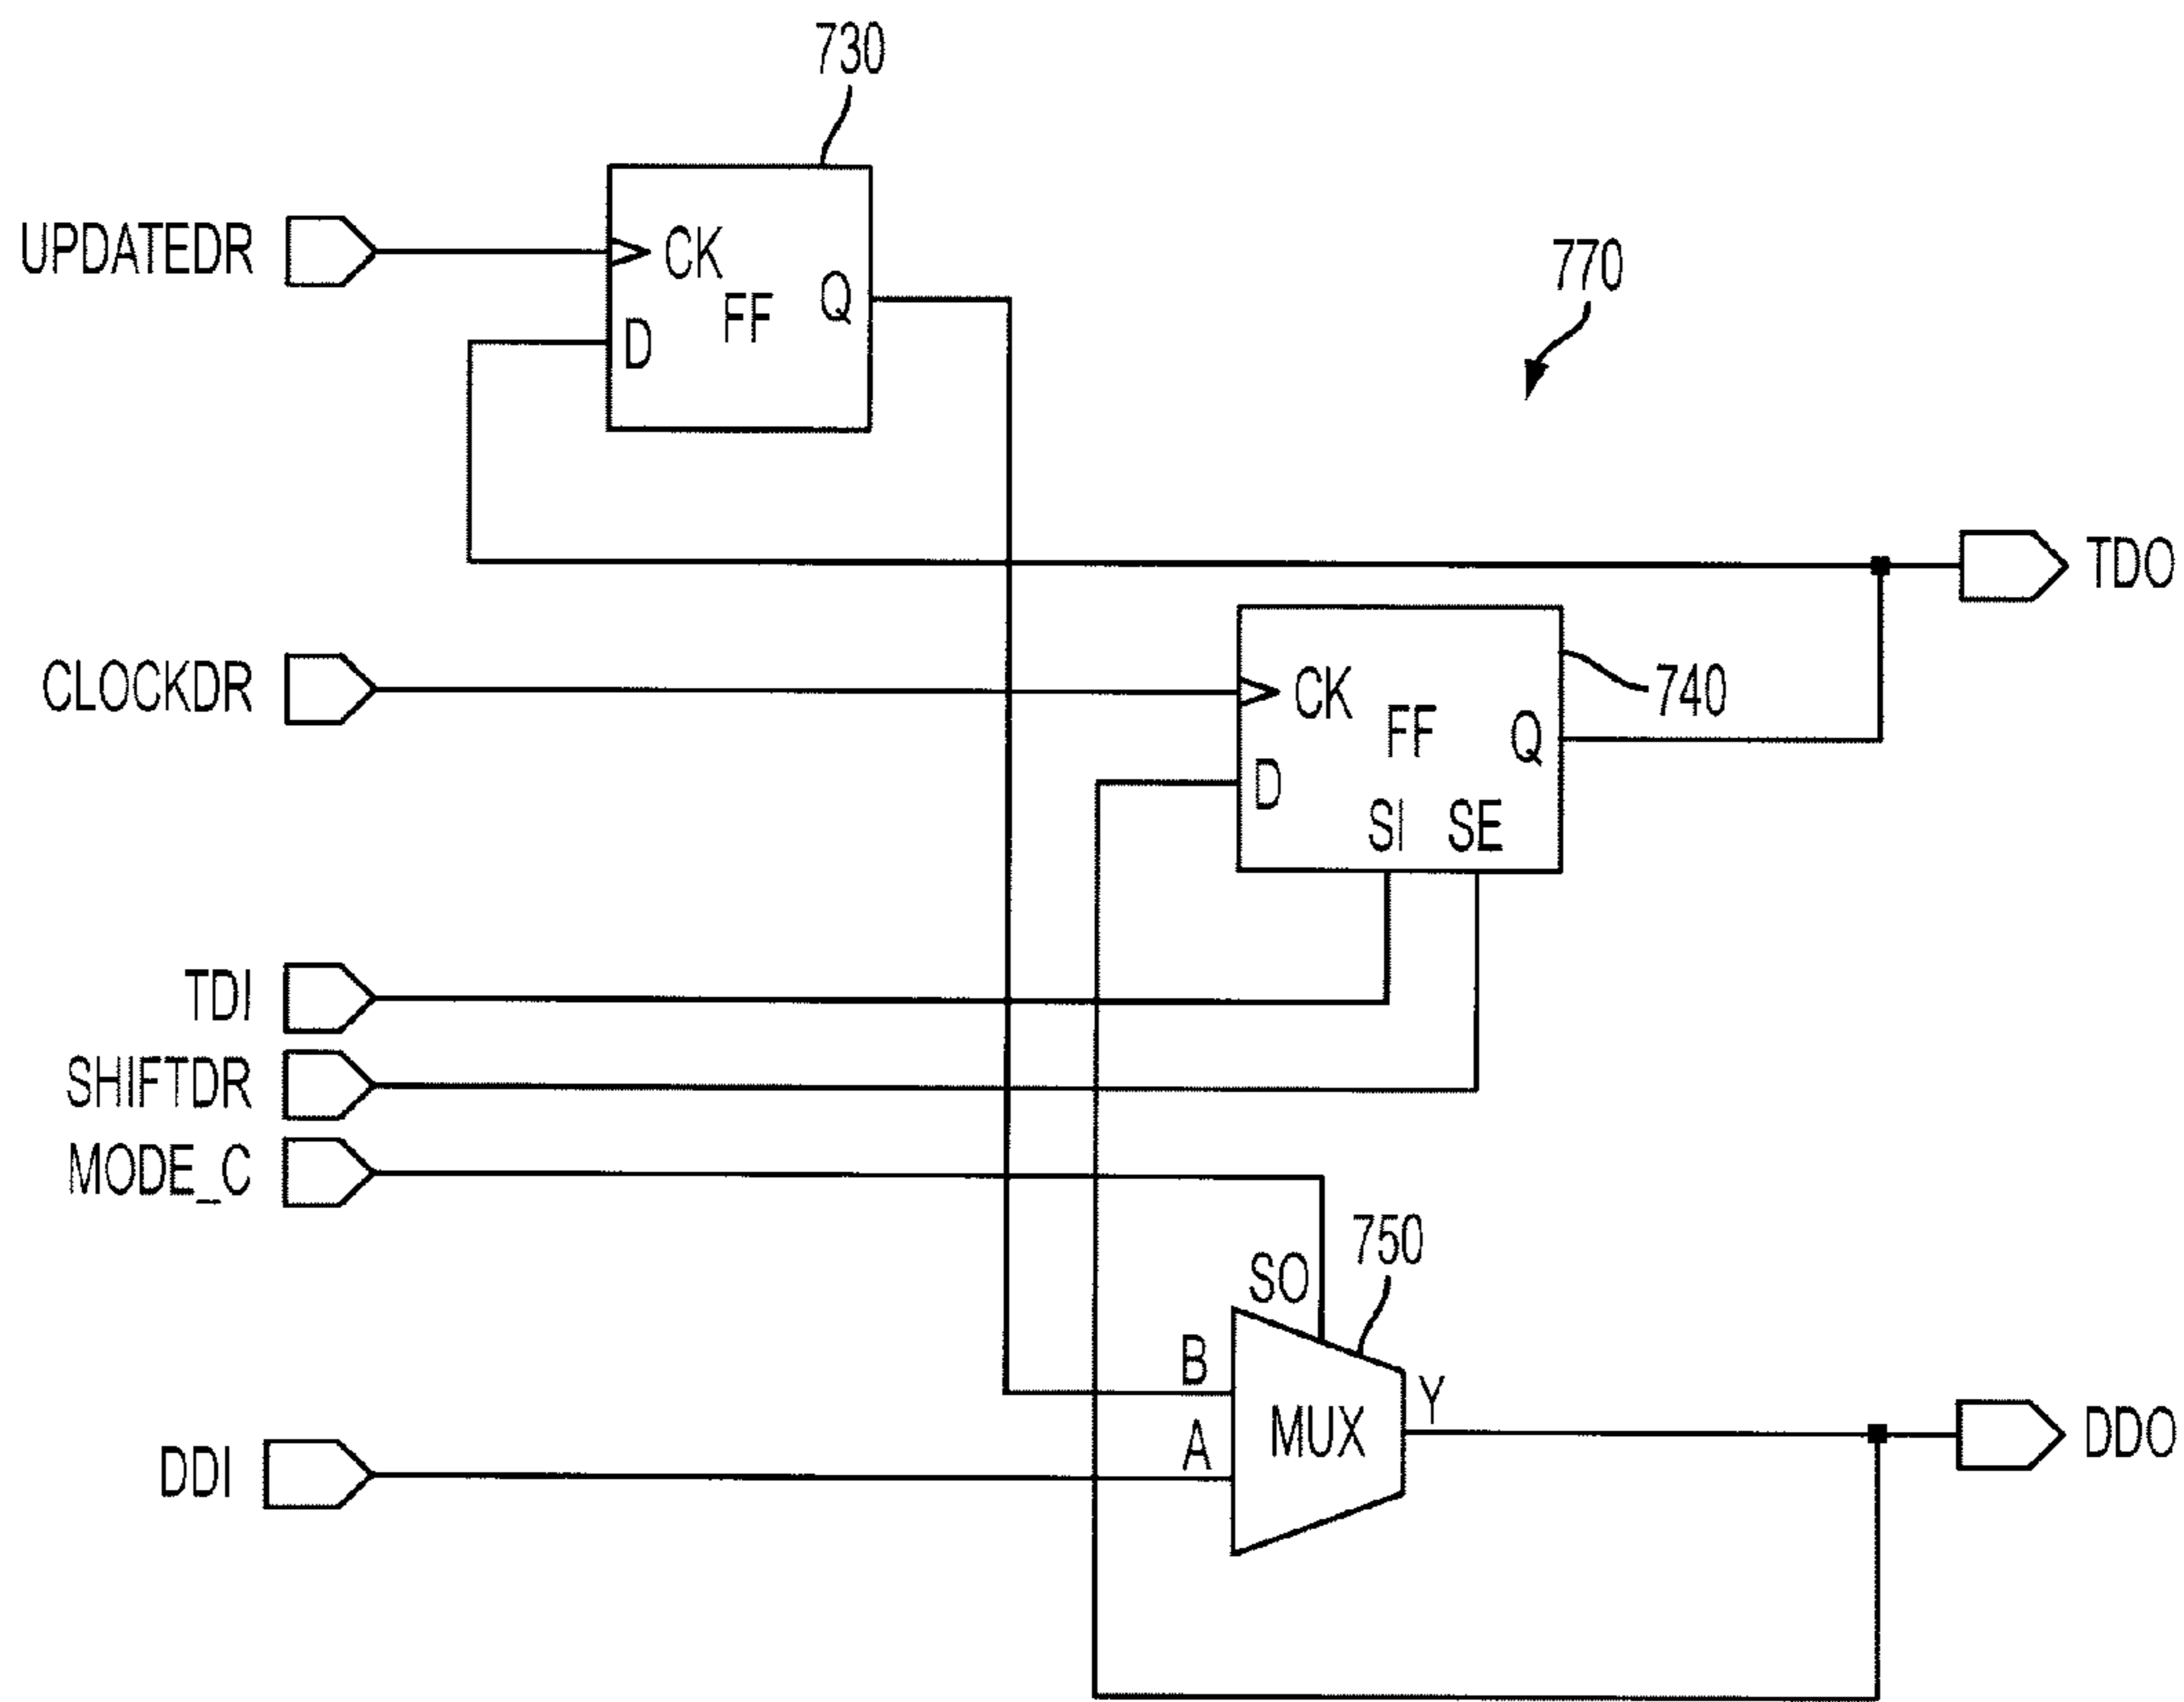 730
UPDATEDR
CK
FF
Q
D
770
TDO
CLOCKDR
CK
FF
Q
740
D
SI
SE
TDI
SHIFTDR
MODE_C
SO
750
B
A
MUX
Y
DDI
DDO